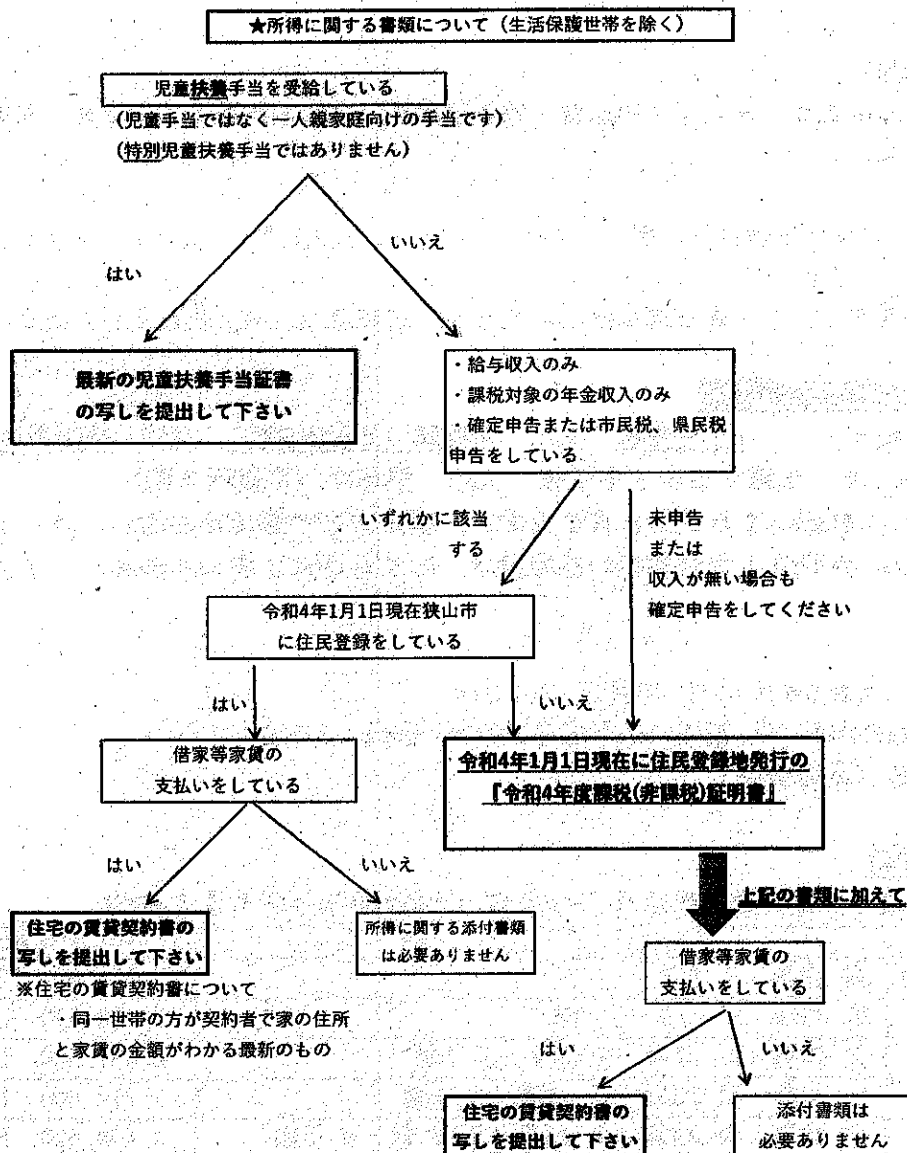 ★所得に関する書類について（生活保護世帯を除く）
児童扶養手当を受給している
(児童手当ではなく一人親家庭向けの手当です)
(特別児童扶養手当ではありません)
はい
いいえ
最新の児童扶養手当証書
の写しを提出して下さい
・給与収入のみ
・課税対象の年金収入のみ
・確定申告または市民税、県民税
申告をしている
いずれかに該当
する
未申告
または
収入が無い場合も
確定申告をしてください
令和4年1月1日現在狭山市
に住民登録をしている
はい
いいえ
借家等家賃の
支払いをしている
令和4年1月1日現在に住民登録地発行の
『令和4年度課税(非課税)証明書』
はい
いいえ
上記の書類に加えて
住宅の賃貸契約書の
写しを提出して下さい
所得に関する添付書類
は必要ありません
※住宅の賃貸契約書について
・同一世帯の方が契約者で家の住所
と家賃の金額がわかる最新のもの
借家等家賃の
支払いをしている
はい
いいえ
住宅の賃貸契約書の
写しを提出して下さい
添付書類は
必要ありません